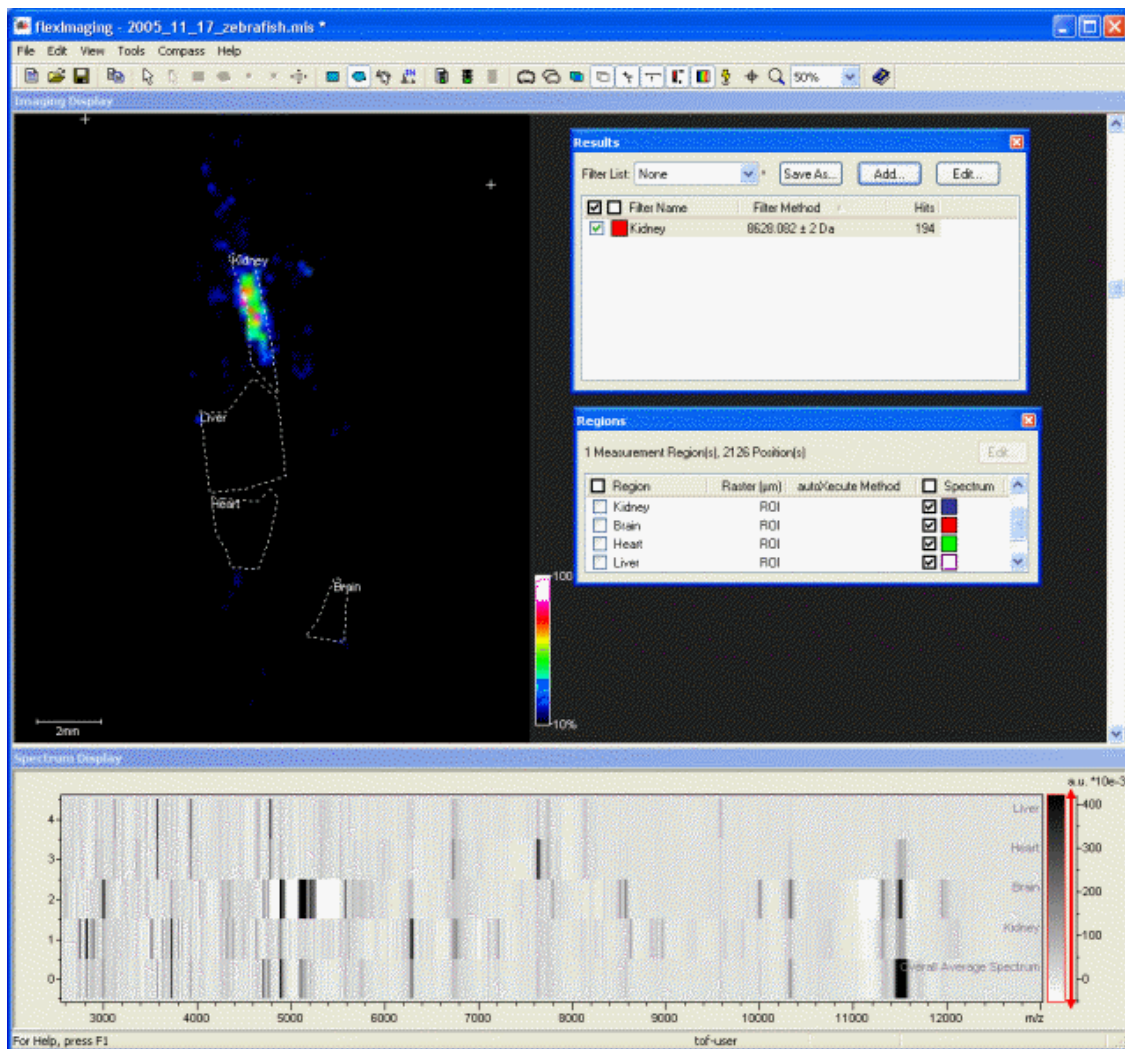 flexImaging - 2005_11_17_zebrafish.mis *
File Edit View Tools Compass Help
50%
Imaging Display
Results
Filter List: None * Save As... Add... Edit...
Filter Name Filter Method Hits
Kidney 8628.082 ± 2 Da 194
Kidney
Liver
Heart
Brain
Regions
1 Measurement Region(s), 2126 Position(s) Edit...
Region Raster (µm) autoXecute Method Spectrum
Kidney ROI
Brain ROI
Heart ROI
Liver ROI
100
10%
2mm
Spectrum Display
a.u. *10e-3
4 Liver 400
3 Heart 300
2 Brain 200
1 Kidney 100
0 Overall Average Spectrum 0
3000 4000 5000 6000 7000 8000 9000 10000 11000 12000 m/z
For Help, press F1 tof-user